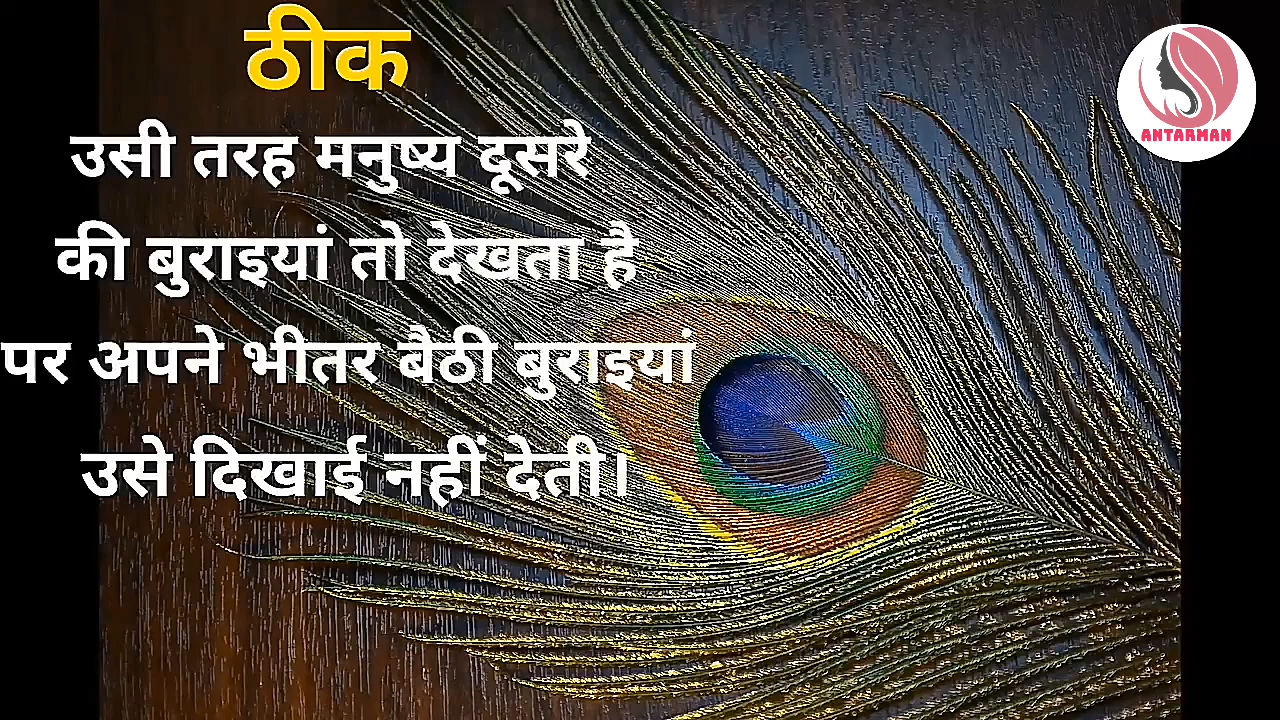 ठीक
उसी तरह मनुष्य दूसरे
की बुराइयां तो देखता है
पर अपने भीतर बैठी बुराइयां
उसे दिखाई नहीं देती।
ANTARMAN